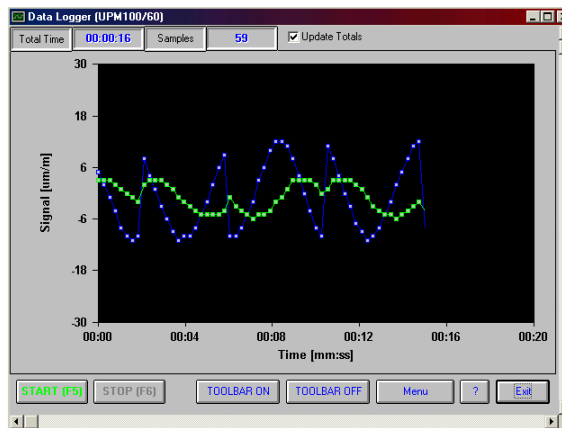 Data Logger (UPM100/60)
Total Time 00:00:16 Samples 59 Update Totals
30
18
6
-6
-18
-30
Signal [um/m]
00:00 00:04 00:08 00:12 00:16 00:20
Time [mm:ss]
START (F5) STOP (F6) TOOLBAR ON TOOLBAR OFF Menu ? Exit